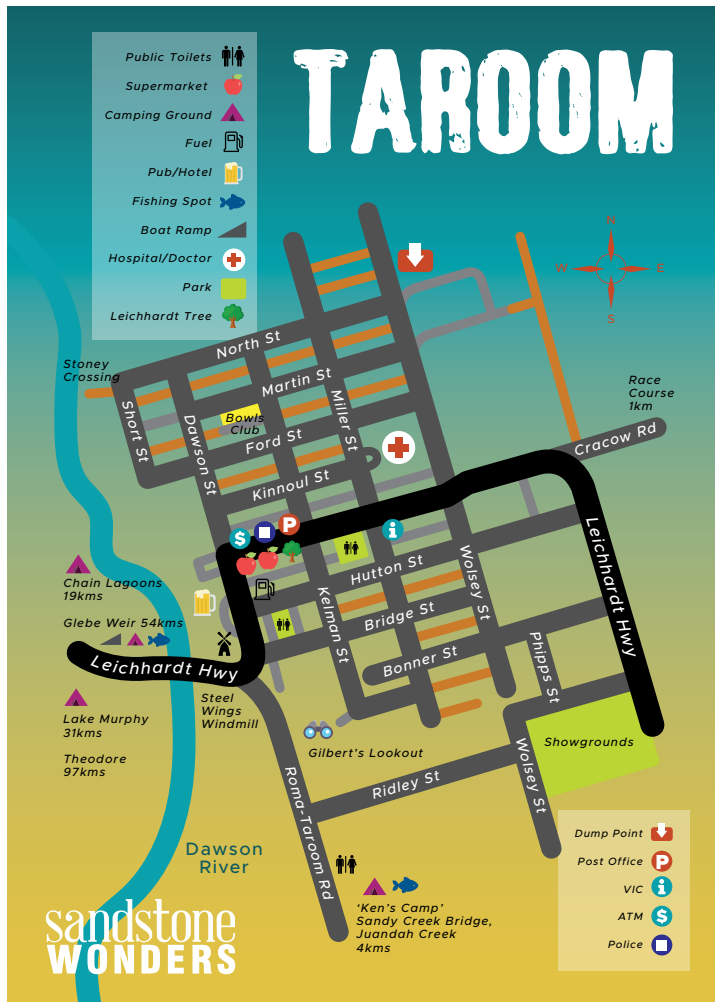 TAROOM
Public Toilets
Supermarket
Camping Ground
Fuel
Pub/Hotel
Fishing Spot
Boat Ramp
Hospital/Doctor
Park
Leichhardt Tree
N
W
E
S
North St
Stoney
Crossing
Martin St
Short St
Dawson St
Bowls
Club
Miller St
Ford St
Kinnoul St
Race
Course
1km
Cracow Rd
$
P
i
Leichhardt Hwy
Hutton St
Wolsey St
Kelman St
Bridge St
Bonner St
Phipps St
Chain Lagoons
19kms
Glebe Weir 54kms
Leichhardt Hwy
Lake Murphy
31kms
Theodore
97kms
Steel
Wings
Windmill
Gilbert's Lookout
Showgrounds
Wolsey St
Ridley St
Roma-Taroom Rd
Dawson
River
‘Ken's Camp’
Sandy Creek Bridge,
Juandah Creek
4kms
Dump Point
Post Office P
VIC i
ATM $
Police
sandstone
WONDERS